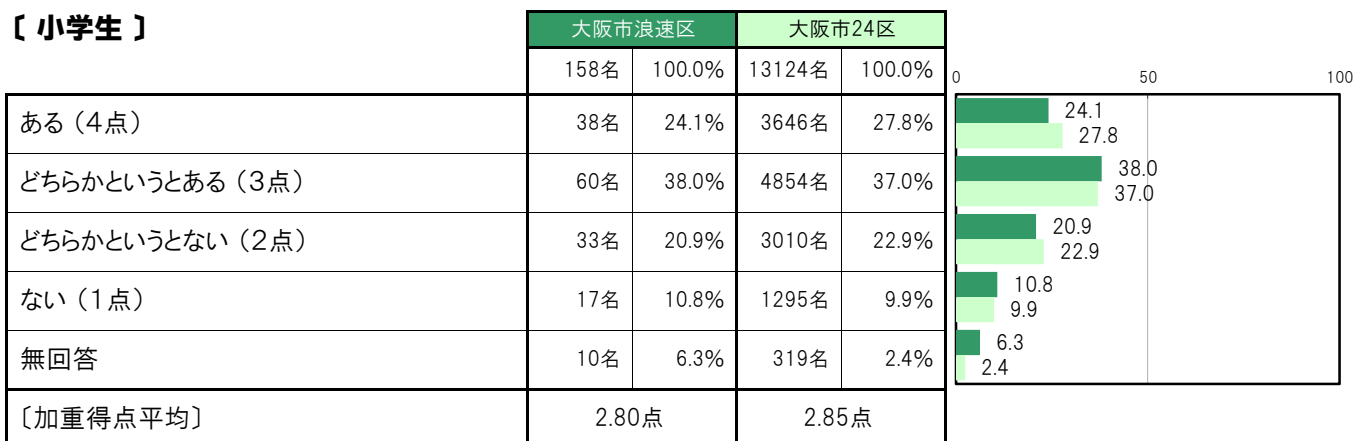 〔 小学生 〕
大阪市浪速区 大阪市24区
158名 100.0% 13124名 100.0%
0 50 100
ある（4点） 38名 24.1% 3646名 27.8%
24.1
27.8
どちらかというとある（3点） 60名 38.0% 4854名 37.0%
38.0
37.0
どちらかというとない（2点） 33名 20.9% 3010名 22.9%
20.9
22.9
ない（1点） 17名 10.8% 1295名 9.9%
10.8
9.9
無回答 10名 6.3% 319名 2.4%
6.3
2.4
〔加重得点平均〕 2.80点 2.85点